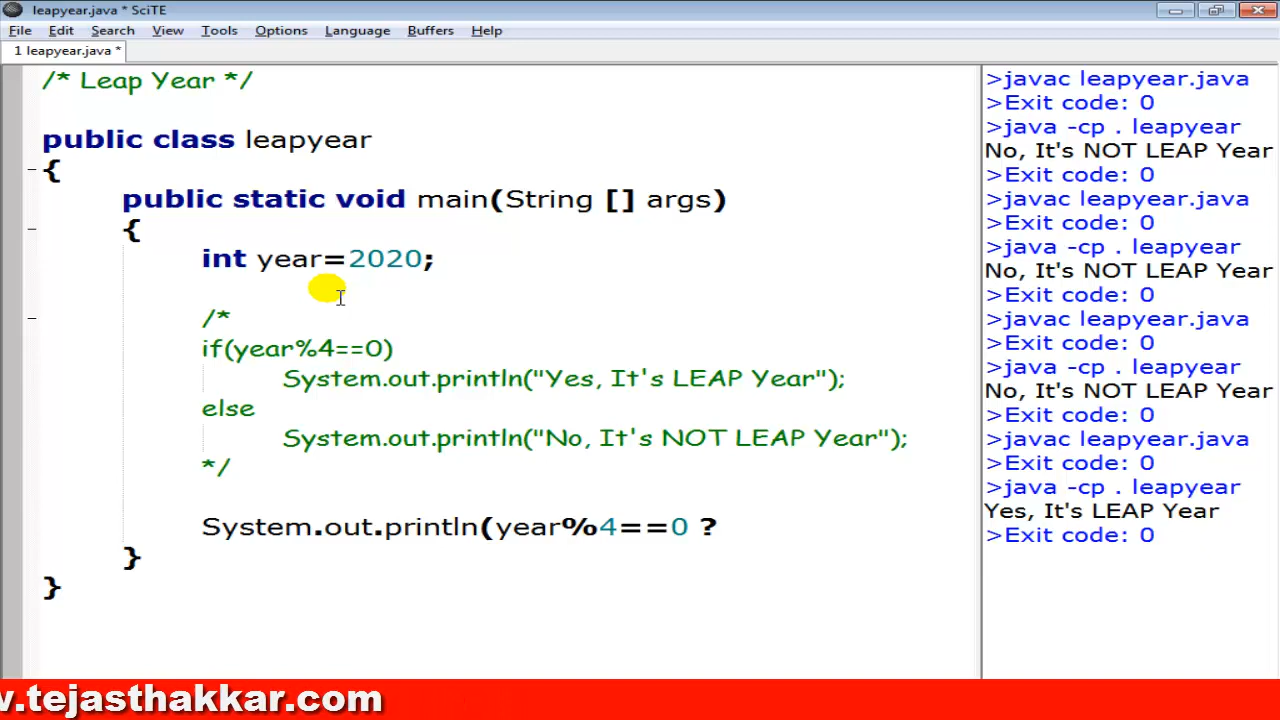 leapyear.java * SciTE
File Edit Search View Tools Options Language Buffers Help
1 leapyear.java *
/* Leap Year */
public class leapyear
{
public static void main(String [] args)
{
int year=2020;
/*
if(year%4==0)
System.out.println("Yes, It's LEAP Year");
else
System.out.println("No, It's NOT LEAP Year");
*/
System.out.println(year%4==0 ?
}
}
>javac leapyear.java
>Exit code: 0
>java -cp . leapyear
No, It's NOT LEAP Year
>Exit code: 0
>javac leapyear.java
>Exit code: 0
>java -cp . leapyear
No, It's NOT LEAP Year
>Exit code: 0
>javac leapyear.java
>Exit code: 0
>java -cp . leapyear
No, It's NOT LEAP Year
>Exit code: 0
>javac leapyear.java
>Exit code: 0
>java -cp . leapyear
Yes, It's LEAP Year
>Exit code: 0
w.tejasthakkar.com